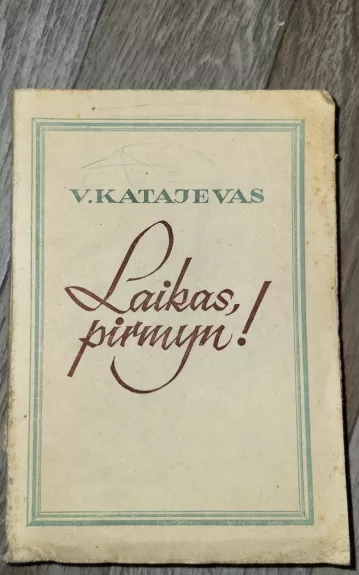 V. KATAJEVAS
Laikas,
pirmyn!